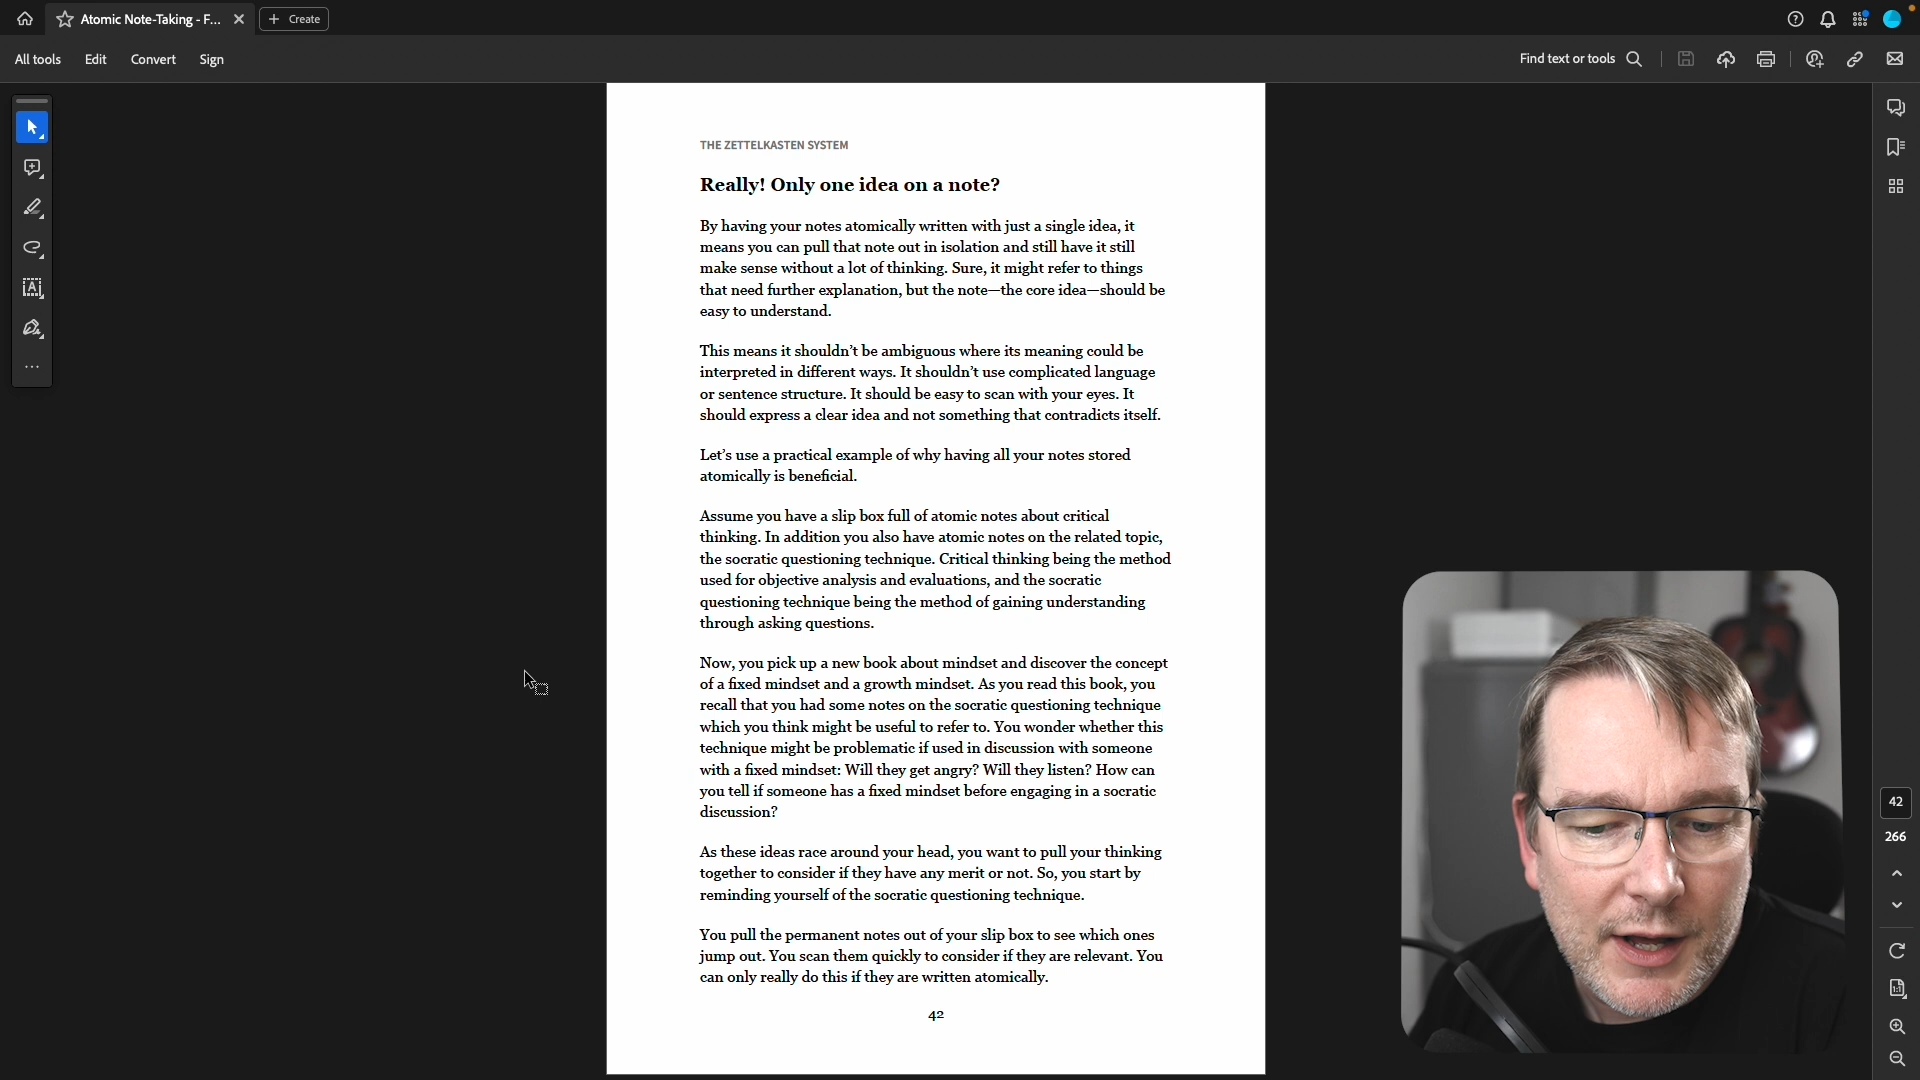 Atomic Note-Taking - F...
Create
All tools
Edit
Convert
Sign
Find text or tools
THE ZETTELKASTEN SYSTEM
Really! Only one idea on a note?
By having your notes atomically written with just a single idea, it
means you can pull that note out in isolation and still have it still
make sense without a lot of thinking. Sure, it might refer to things
that need further explanation, but the note—the core idea—should be
easy to understand.
This means it shouldn’t be ambiguous where its meaning could be
interpreted in different ways. It shouldn’t use complicated language
or sentence structure. It should be easy to scan with your eyes. It
should express a clear idea and not something that contradicts itself.
Let’s use a practical example of why having all your notes stored
atomically is beneficial.
Assume you have a slip box full of atomic notes about critical
thinking. In addition you also have atomic notes on the related topic,
the socratic questioning technique. Critical thinking being the method
used for objective analysis and evaluations, and the socratic
questioning technique being the method of gaining understanding
through asking questions.
Now, you pick up a new book about mindset and discover the concept
of a fixed mindset and a growth mindset. As you read this book, you
recall that you had some notes on the socratic questioning technique
which you think might be useful to refer to. You wonder whether this
technique might be problematic if used in discussion with someone
with a fixed mindset: Will they get angry? Will they listen? How can
you tell if someone has a fixed mindset before engaging in a socratic
discussion?
As these ideas race around your head, you want to pull your thinking
together to consider if they have any merit or not. So, you start by
reminding yourself of the socratic questioning technique.
You pull the permanent notes out of your slip box to see which ones
jump out. You scan them quickly to consider if they are relevant. You
can only really do this if they are written atomically.
42
42
266